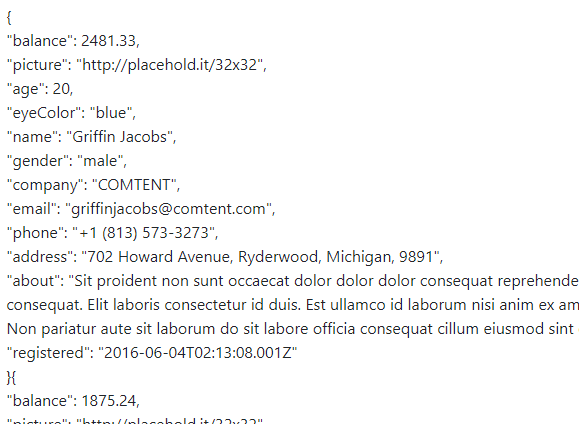 {
"balance": 2481.33,
"picture": "http://placehold.it/32x32",
"age": 20,
"eyeColor": "blue",
"name": "Griffin Jacobs",
"gender": "male",
"company": "COMTENT",
"email": "griffinjacobs@comtent.com",
"phone": "+1 (813) 573-3273",
"address": "702 Howard Avenue, Ryderwood, Michigan, 9891",
"about": "Sit proident non sunt occaecat dolor dolor dolor consequat reprehende
consequat. Elit laboris consectetur id duis. Est ullamco id laborum nisi anim ex am
Non pariatur aute sit laborum do sit labore officia consequat cillum eiusmod sint
"registered": "2016-06-04T02:13:08.001Z"
}{
"balance": 1875.24,
"picture": "http://placehold.it/32x32",